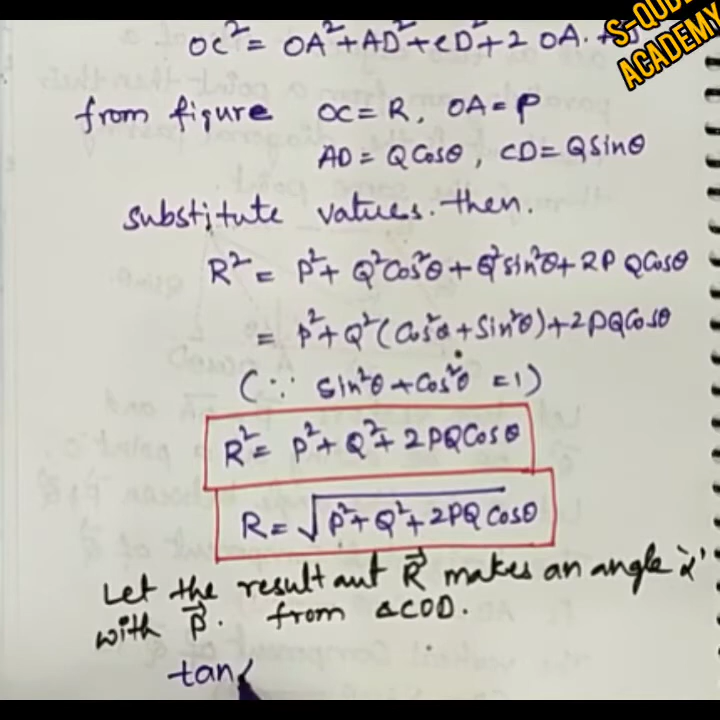 S-QUBE
ACADEMY
OC² = OA² + AD² + CD² + 2 OA. AD
from figure OC = R, OA = P
AD = Q Cosθ, CD = Q sinθ
substitute values. then.
R² = P² + Q² Cos²θ + Q² sin²θ + 2P Q Cosθ
= P² + Q² (Cos²θ + Sin²θ) + 2PQ Cosθ
(∵ Sin²θ + Cos²θ = 1)
R² = P² + Q² + 2PQ Cosθ
R = √P² + Q² + 2PQ Cosθ
Let the resultant R⃗ makes an angle 'α'
with P⃗. from ΔCOD.
tan